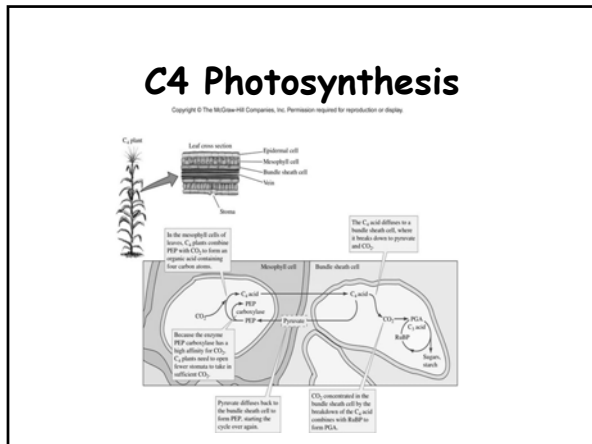 C4 Photosynthesis
Copyright © The McGraw-Hill Companies, Inc. Permission required for reproduction or display.
C₄ plant
Leaf cross section
Epidermal cell
Mesophyll cell
Bundle sheath cell
Vein
Stoma
In the mesophyll cells of
leaves, C₄ plants combine
PEP with CO₂ to form an
organic acid containing
four carbon atoms.
The C₄ acid diffuses to a
bundle sheath cell, where
it breaks down to pyruvate
and CO₂.
Mesophyll cell
Bundle sheath cell
C₄ acid
PEP
carboxylase
CO₂
PEP
Pyruvate
C₄ acid
CO₂
PGA
C₃ acid
RuBP
Sugars,
starch
Because the enzyme
PEP carboxylase has a
high affinity for CO₂,
C₄ plants need to open
fewer stomata to take in
sufficient CO₂.
Pyruvate diffuses back to
the bundle sheath cell to
form PEP, starting the
cycle over again.
CO₂ concentrated in the
bundle sheath cell by the
breakdown of the C₄ acid
combines with RuBP to
form PGA.